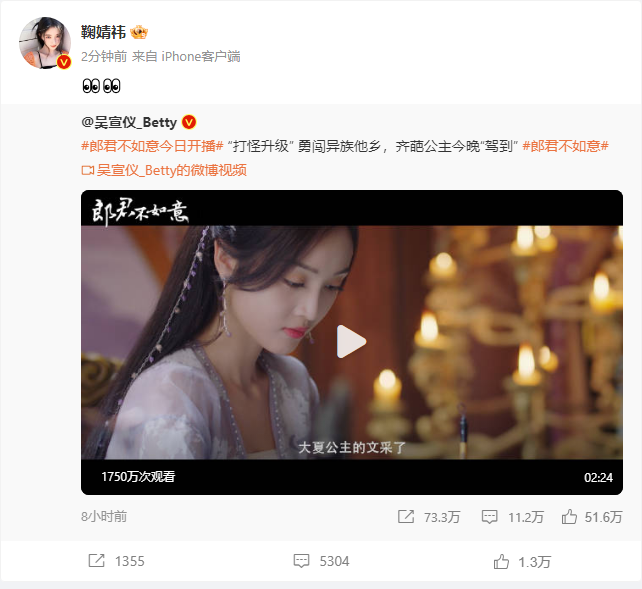 鞠婧祎
2分钟前 来自 iPhone客户端
@吴宣仪_Betty
#郎君不如意今日开播# “打怪升级” 勇闯异族他乡，齐葩公主今晚“驾到” #郎君不如意#
吴宣仪_Betty的微博视频
郎君不如意
大夏公主的文采了
1750万次观看
02:24
8小时前
73.3万
11.2万
51.6万
1355
5304
1.3万